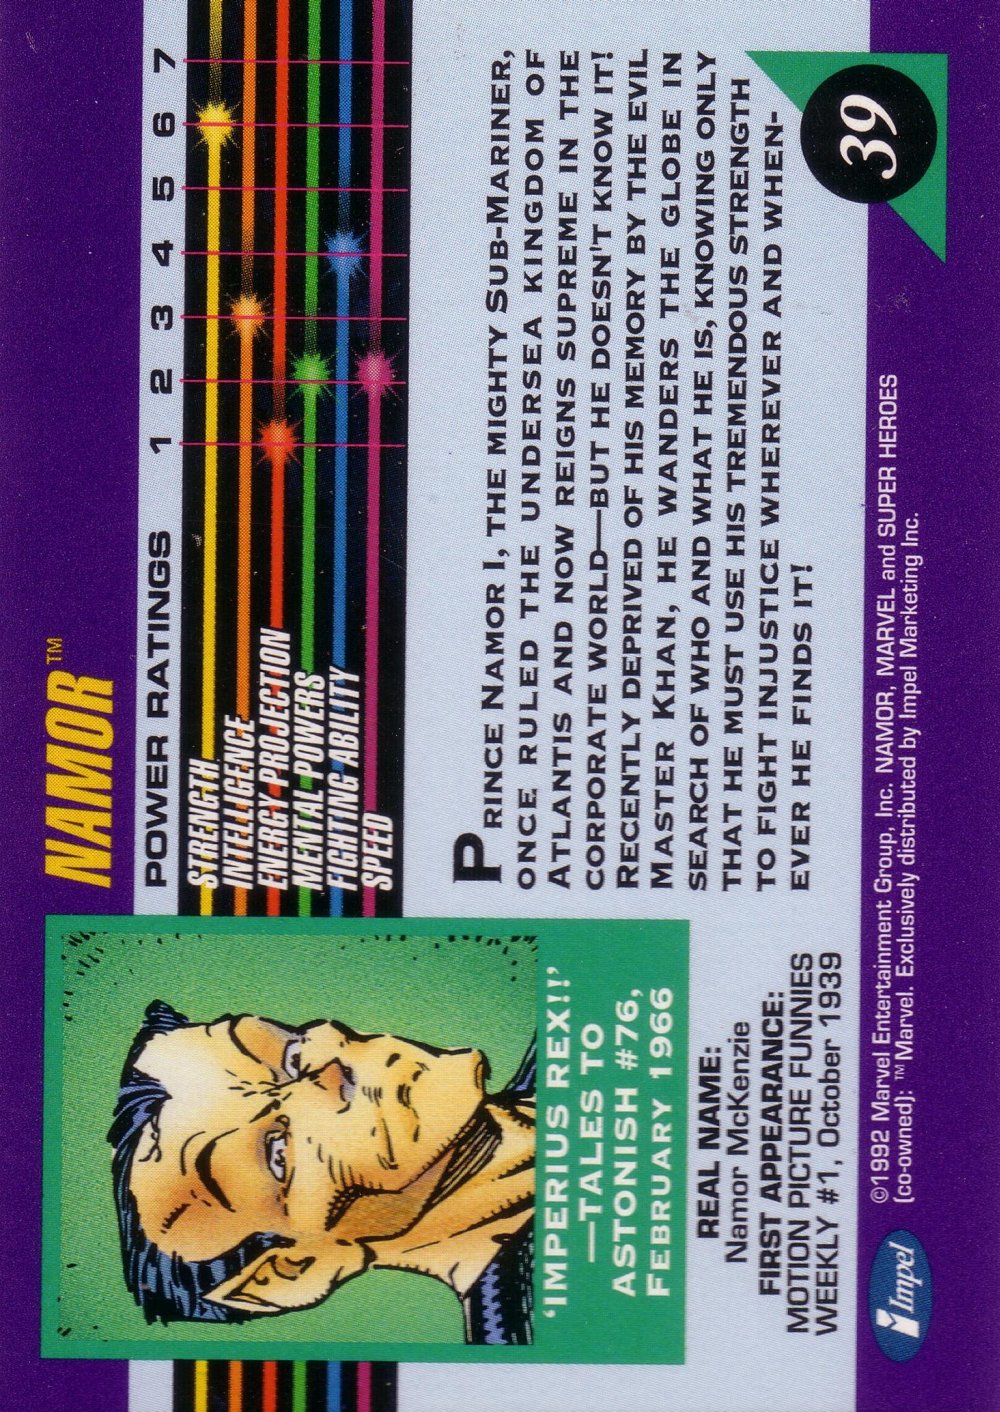 NAMOR™
POWER RATINGS 1 2 3 4 5 6 7
STRENGTH
INTELLIGENCE
ENERGY PROJECTION
MENTAL POWERS
FIGHTING ABILITY
SPEED
'IMPERIUS REX!!'
—TALES TO
ASTONISH #76,
FEBRUARY 1966
REAL NAME:
Namor McKenzie
FIRST APPEARANCE:
MOTION PICTURE FUNNIES
WEEKLY #1, October 1939
PRINCE NAMOR I, THE MIGHTY SUB-MARINER,
ONCE RULED THE UNDERSEA KINGDOM OF
ATLANTIS AND NOW REIGNS SUPREME IN THE
CORPORATE WORLD—BUT HE DOESN'T KNOW IT!
RECENTLY DEPRIVED OF HIS MEMORY BY THE EVIL
MASTER KHAN, HE WANDERS THE GLOBE IN
SEARCH OF WHO AND WHAT HE IS, KNOWING ONLY
THAT HE MUST USE HIS TREMENDOUS STRENGTH
TO FIGHT INJUSTICE WHEREVER AND WHEN-
EVER HE FINDS IT!
39
Impel
©1992 Marvel Entertainment Group, Inc. NAMOR, MARVEL and SUPER HEROES
(co-owned): ™ Marvel. Exclusively distributed by Impel Marketing Inc.